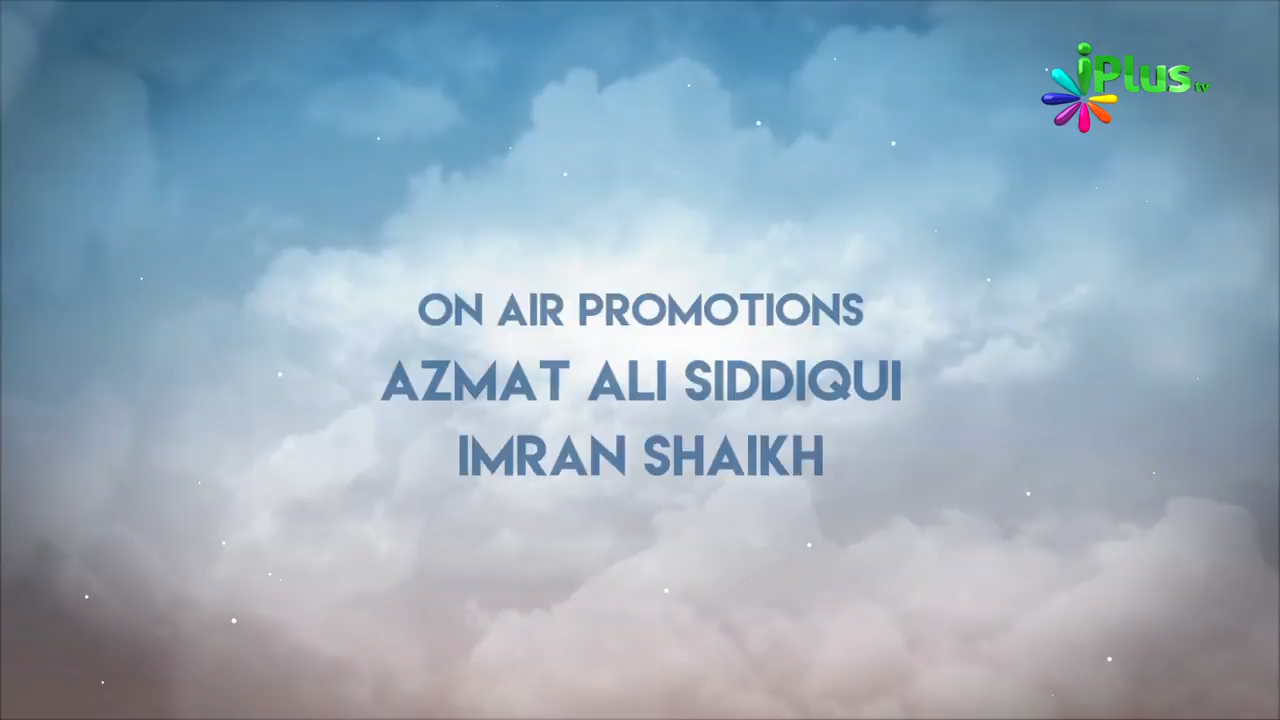 iPlus tv
ON AIR PROMOTIONS
AZMAT ALI SIDDIQUI
IMRAN SHAIKH